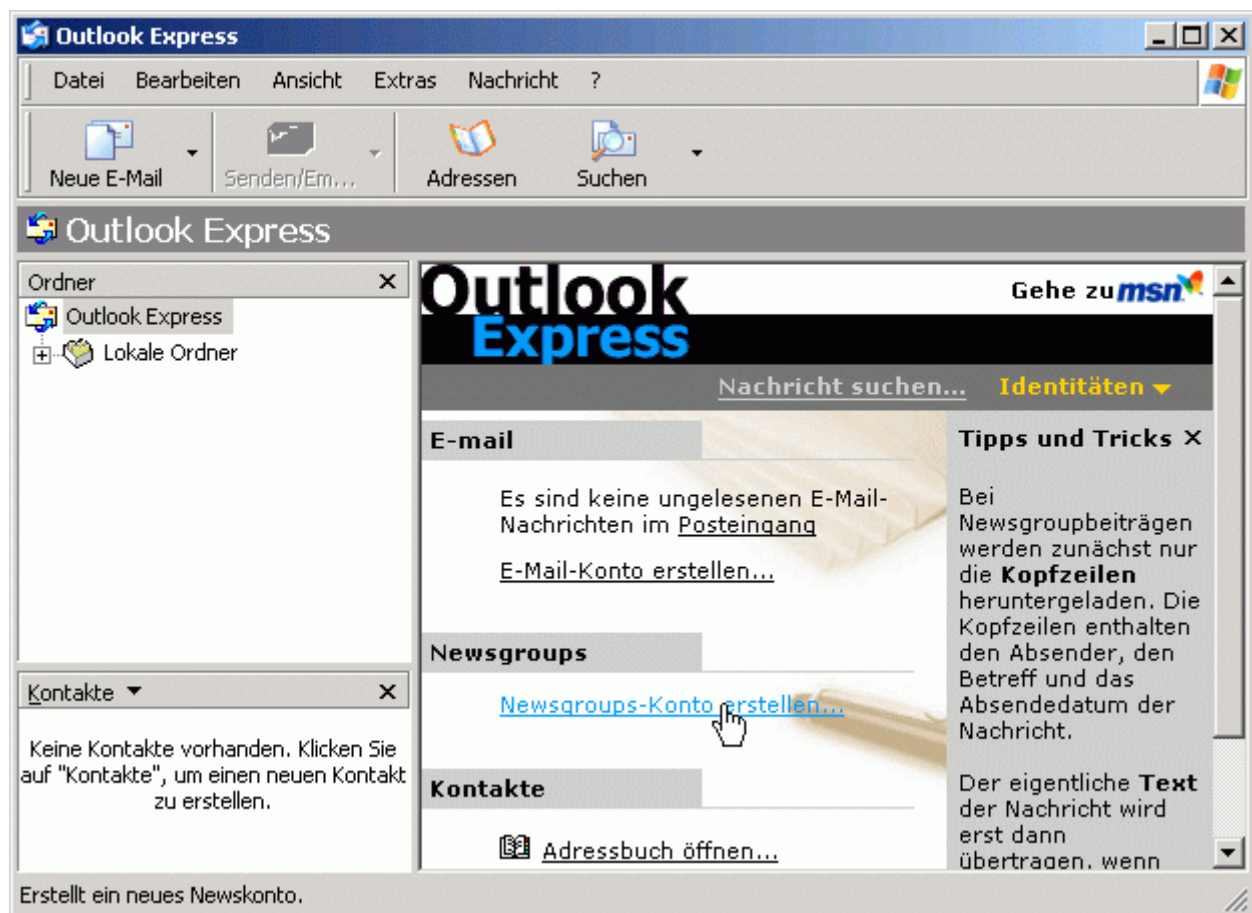 Outlook Express
Datei Bearbeiten Ansicht Extras Nachricht ?
Neue E-Mail Senden/Em... Adressen Suchen
Outlook Express
Ordner
Outlook Express
Lokale Ordner
Kontakte
Keine Kontakte vorhanden. Klicken Sie
auf "Kontakte", um einen neuen Kontakt
zu erstellen.
Outlook
Express
Gehe zu msn
Nachricht suchen... Identitäten
E-mail
Es sind keine ungelesenen E-Mail-
Nachrichten im Posteingang
E-Mail-Konto erstellen...
Newsgroups
Newsgroups-Konto erstellen...
Kontakte
Adressbuch öffnen...
Tipps und Tricks
Bei
Newsgroupbeiträgen
werden zunächst nur
die Kopfzeilen
heruntergeladen. Die
Kopfzeilen enthalten
den Absender, den
Betreff und das
Absendedatum der
Nachricht.
Der eigentliche Text
der Nachricht wird
erst dann
übertragen, wenn
Erstellt ein neues Newskonto.